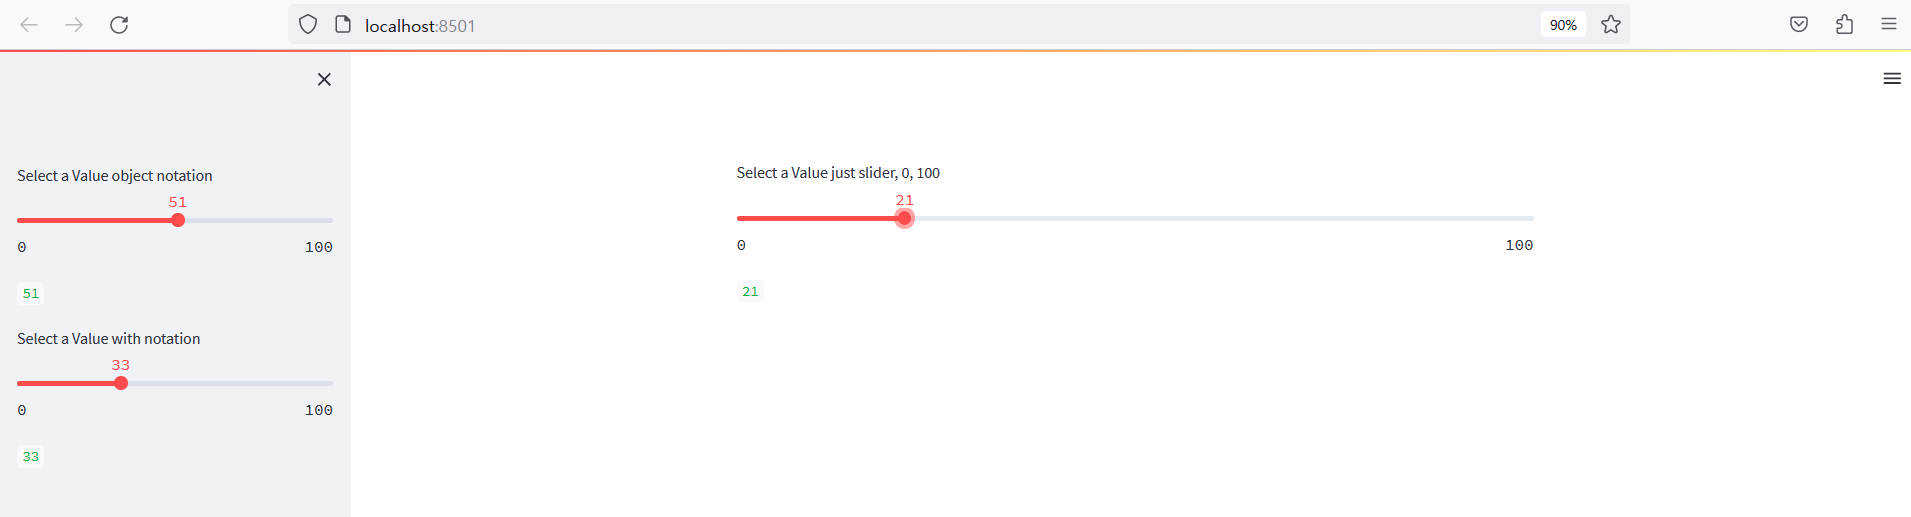 localhost:8501
90%
Select a Value object notation
51
0 100
51
Select a Value with notation
33
0 100
33
Select a Value just slider, 0, 100
21
0 100
21